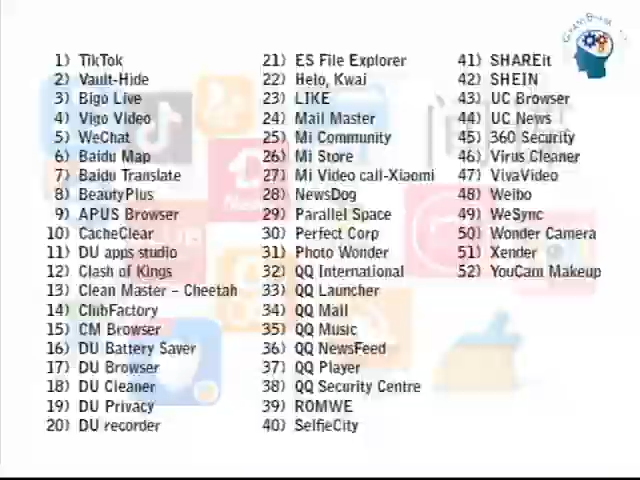 1) TikTok
2) Vault-Hide
3) Bigo Live
4) Vigo Video
5) WeChat
6) Baidu Map
7) Baidu Translate
8) BeautyPlus
9) APUS Browser
10) CacheClear
11) DU apps studio
12) Clash of Kings
13) Clean Master – Cheetah
14) ClubFactory
15) CM Browser
16) DU Battery Saver
17) DU Browser
18) DU Cleaner
19) DU Privacy
20) DU recorder
21) ES File Explorer
22) Helo, Kwai
23) LIKE
24) Mail Master
25) Mi Community
26) Mi Store
27) Mi Video call-Xiaomi
28) NewsDog
29) Parallel Space
30) Perfect Corp
31) Photo Wonder
32) QQ International
33) QQ Launcher
34) QQ Mail
35) QQ Music
36) QQ NewsFeed
37) QQ Player
38) QQ Security Centre
39) ROMWE
40) SelfieCity
41) SHAREit
42) SHEIN
43) UC Browser
44) UC News
45) 360 Security
46) Virus Cleaner
47) VivaVideo
48) Weibo
49) WeSync
50) Wonder Camera
51) Xender
52) YouCam Makeup